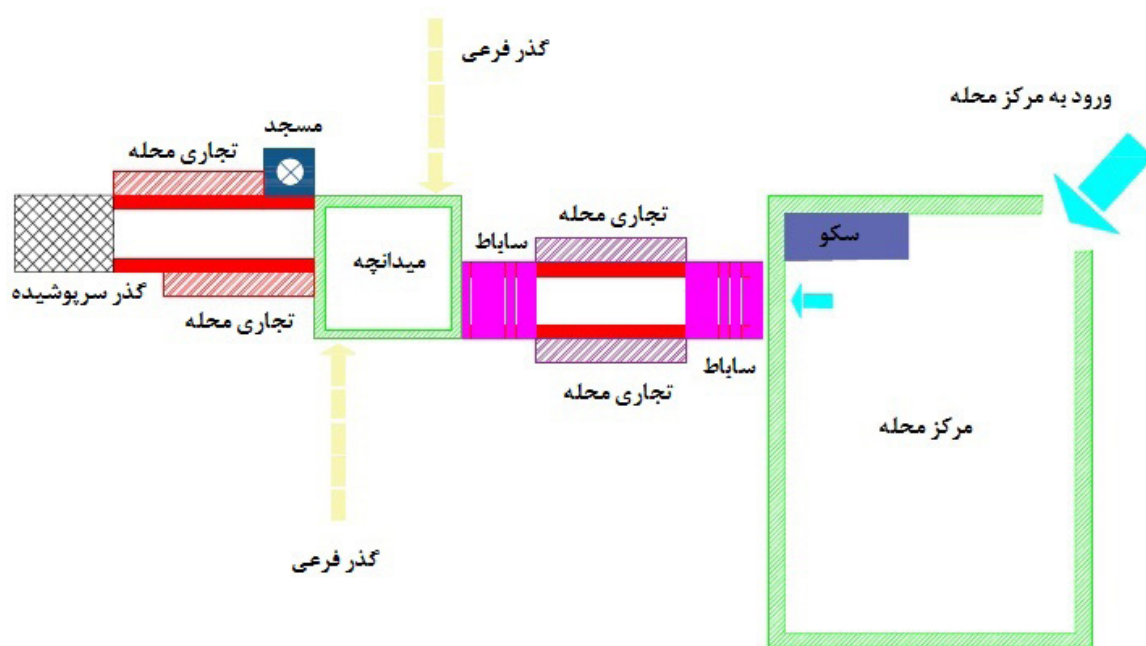 گذر فرعی
ورود به مرکز محله
مسجد
تجاری محله
تجاری محله
ساباط
سکو
میدانچه
گذر سرپوشیده
تجاری محله
ساباط
تجاری محله
مرکز محله
گذر فرعی